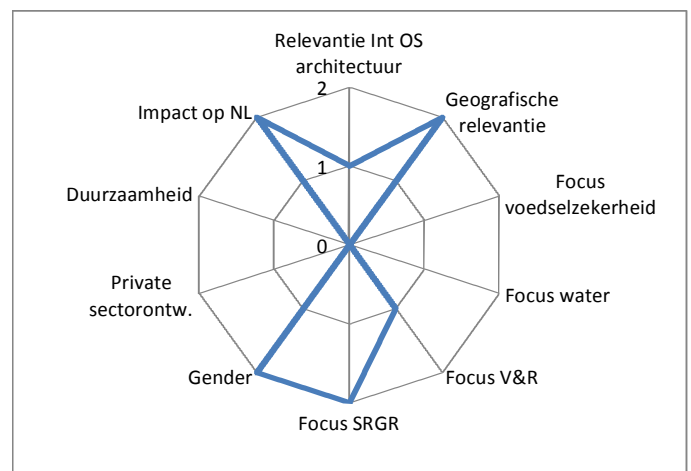 Relevantie Int OS
architectuur
2
Geografische
relevantie
Impact op NL
1
Duurzaamheid
Focus
voedselzekerheid
0
Private
sectorontw.
Focus water
Gender
Focus V&R
Focus SRGR